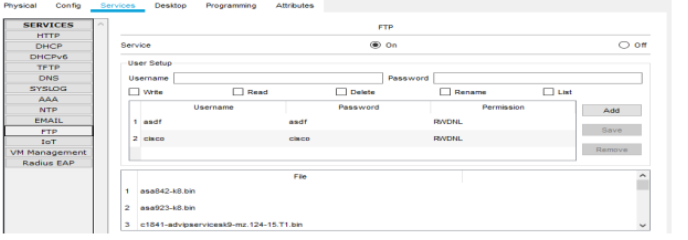 Physical Config Services Desktop Programming Attributes
SERVICES
HTTP
DHCP
DHCPv6
TFTP
DNS
SYSLOG
AAA
NTP
EMAIL
FTP
IoT
VM Management
Radius EAP
FTP
Service On Off
User Setup
Username Password
Write Read Delete Rename List
Username Password Permission
1 asdf asdf RWDNL
2 cisco cisco RWDNL
Add
Save
Remove
File
1 asa842-k8.bin
2 asa923-k8.bin
3 c1841-advipservicesk9-mz.124-15.T1.bin